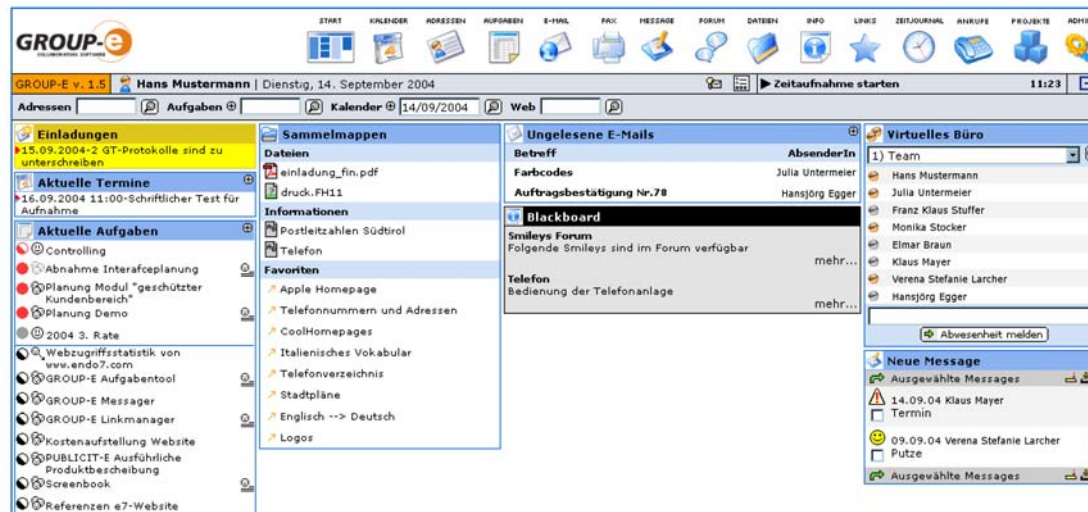 START KALENDER ADRESSEN AUFGABEN E-MAIL FAX MESSAGE FORUM DATEIEN INFO LINKS ZEITJOURNAL ANRUFE PROJEKTE ADMI
GROUP-e
COLLABORATIVE SOFTWARE
GROUP-E v. 1.5 Hans Mustermann | Dienstig, 14. September 2004 Zeitaufnahme starten 11:23
Adressen Aufgaben Kalender 14/09/2004 Web
Einladungen
15.09.2004-2 GT-Protokolle sind zu
unterschreiben
Aktuelle Termine
16.09.2004 11:00-Schriftlicher Test für
Aufnahme
Aktuelle Aufgaben
Controlling
Abnahme Interafceplanung
Planung Modul "geschützter
Kundenbereich"
Planung Demo
2004 3. Rate
Webzugriffsstatistik von
www.endo7.com
GROUP-E Aufgabentool
GROUP-E Messager
GROUP-E Linkmanager
Kostenaufstellung Website
PUBLICIT-E Ausführliche
Produktbescheibung
Screenbook
Referenzen e7-Website
Sammelmappen
Dateien
einladung_fin.pdf
druck.FH11
Informationen
Postleitzahlen Südtirol
Telefon
Favoriten
Apple Homepage
Telefonnummern und Adressen
CoolHomepages
Italienisches Vokabular
Telefonverzeichnis
Stadtpläne
Englisch --> Deutsch
Logos
Ungelesene E-Mails
Betreff AbsenderIn
Farbcodes Julia Untermeier
Auftragsbestätigung Nr.78 Hansjörg Egger
Blackboard
Smileys Forum
Folgende Smileys sind im Forum verfügbar
mehr...
Telefon
Bedienung der Telefonanlage
mehr...
Virtuelles Büro
1) Team
Hans Mustermann
Julia Untermeier
Franz Klaus Stuffer
Monika Stocker
Elmar Braun
Klaus Mayer
Verena Stefanie Larcher
Hansjörg Egger
Abwesenheit melden
Neue Message
Ausgewählte Messages
14.09.04 Klaus Mayer
Termin
09.09.04 Verena Stefanie Larcher
Putze
Ausgewählte Messages